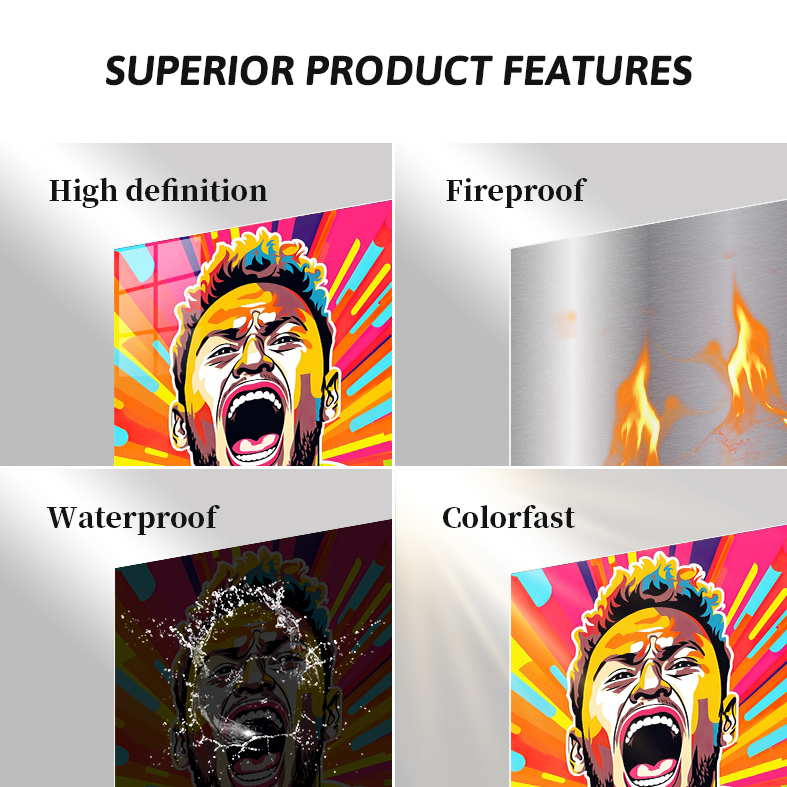 SUPERIOR PRODUCT FEATURES
High definition
Fireproof
Waterproof
Colorfast